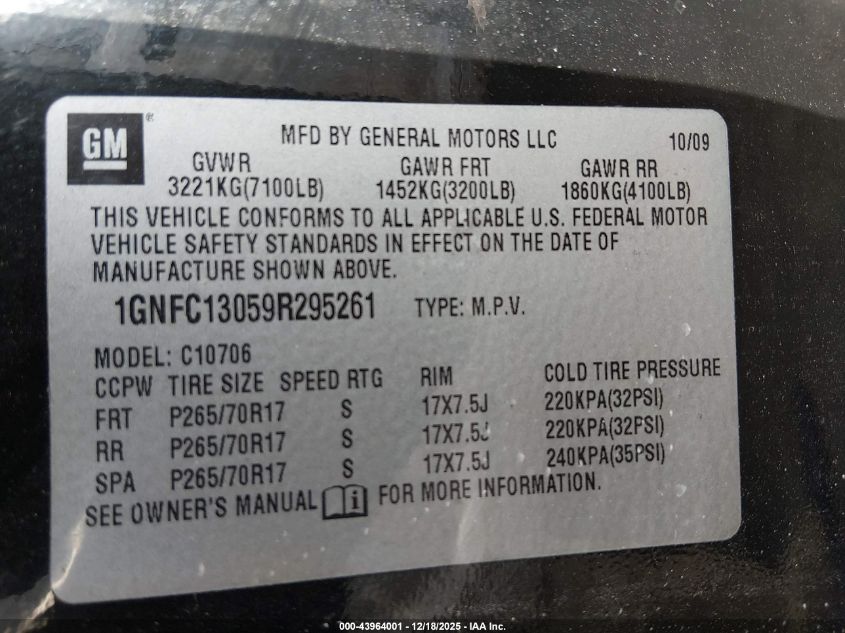 GM ® MFD BY GENERAL MOTORS LLC 10/09
GVWR GAWR FRT GAWR RR
3221KG(7100LB) 1452KG(3200LB) 1860KG(4100LB)
THIS VEHICLE CONFORMS TO ALL APPLICABLE U.S. FEDERAL MOTOR
VEHICLE SAFETY STANDARDS IN EFFECT ON THE DATE OF
MANUFACTURE SHOWN ABOVE.
1GNFC13059R295261 TYPE: M.P.V.
MODEL: C10706
CCPW TIRE SIZE SPEED RTG RIM COLD TIRE PRESSURE
FRT P265/70R17 S 17X7.5J 220KPA(32PSI)
RR P265/70R17 S 17X7.5J 220KPA(32PSI)
SPA P265/70R17 S 17X7.5J 240KPA(35PSI)
SEE OWNER'S MANUAL i FOR MORE INFORMATION.
000-43964001 - 12/18/2025 - IAA Inc.